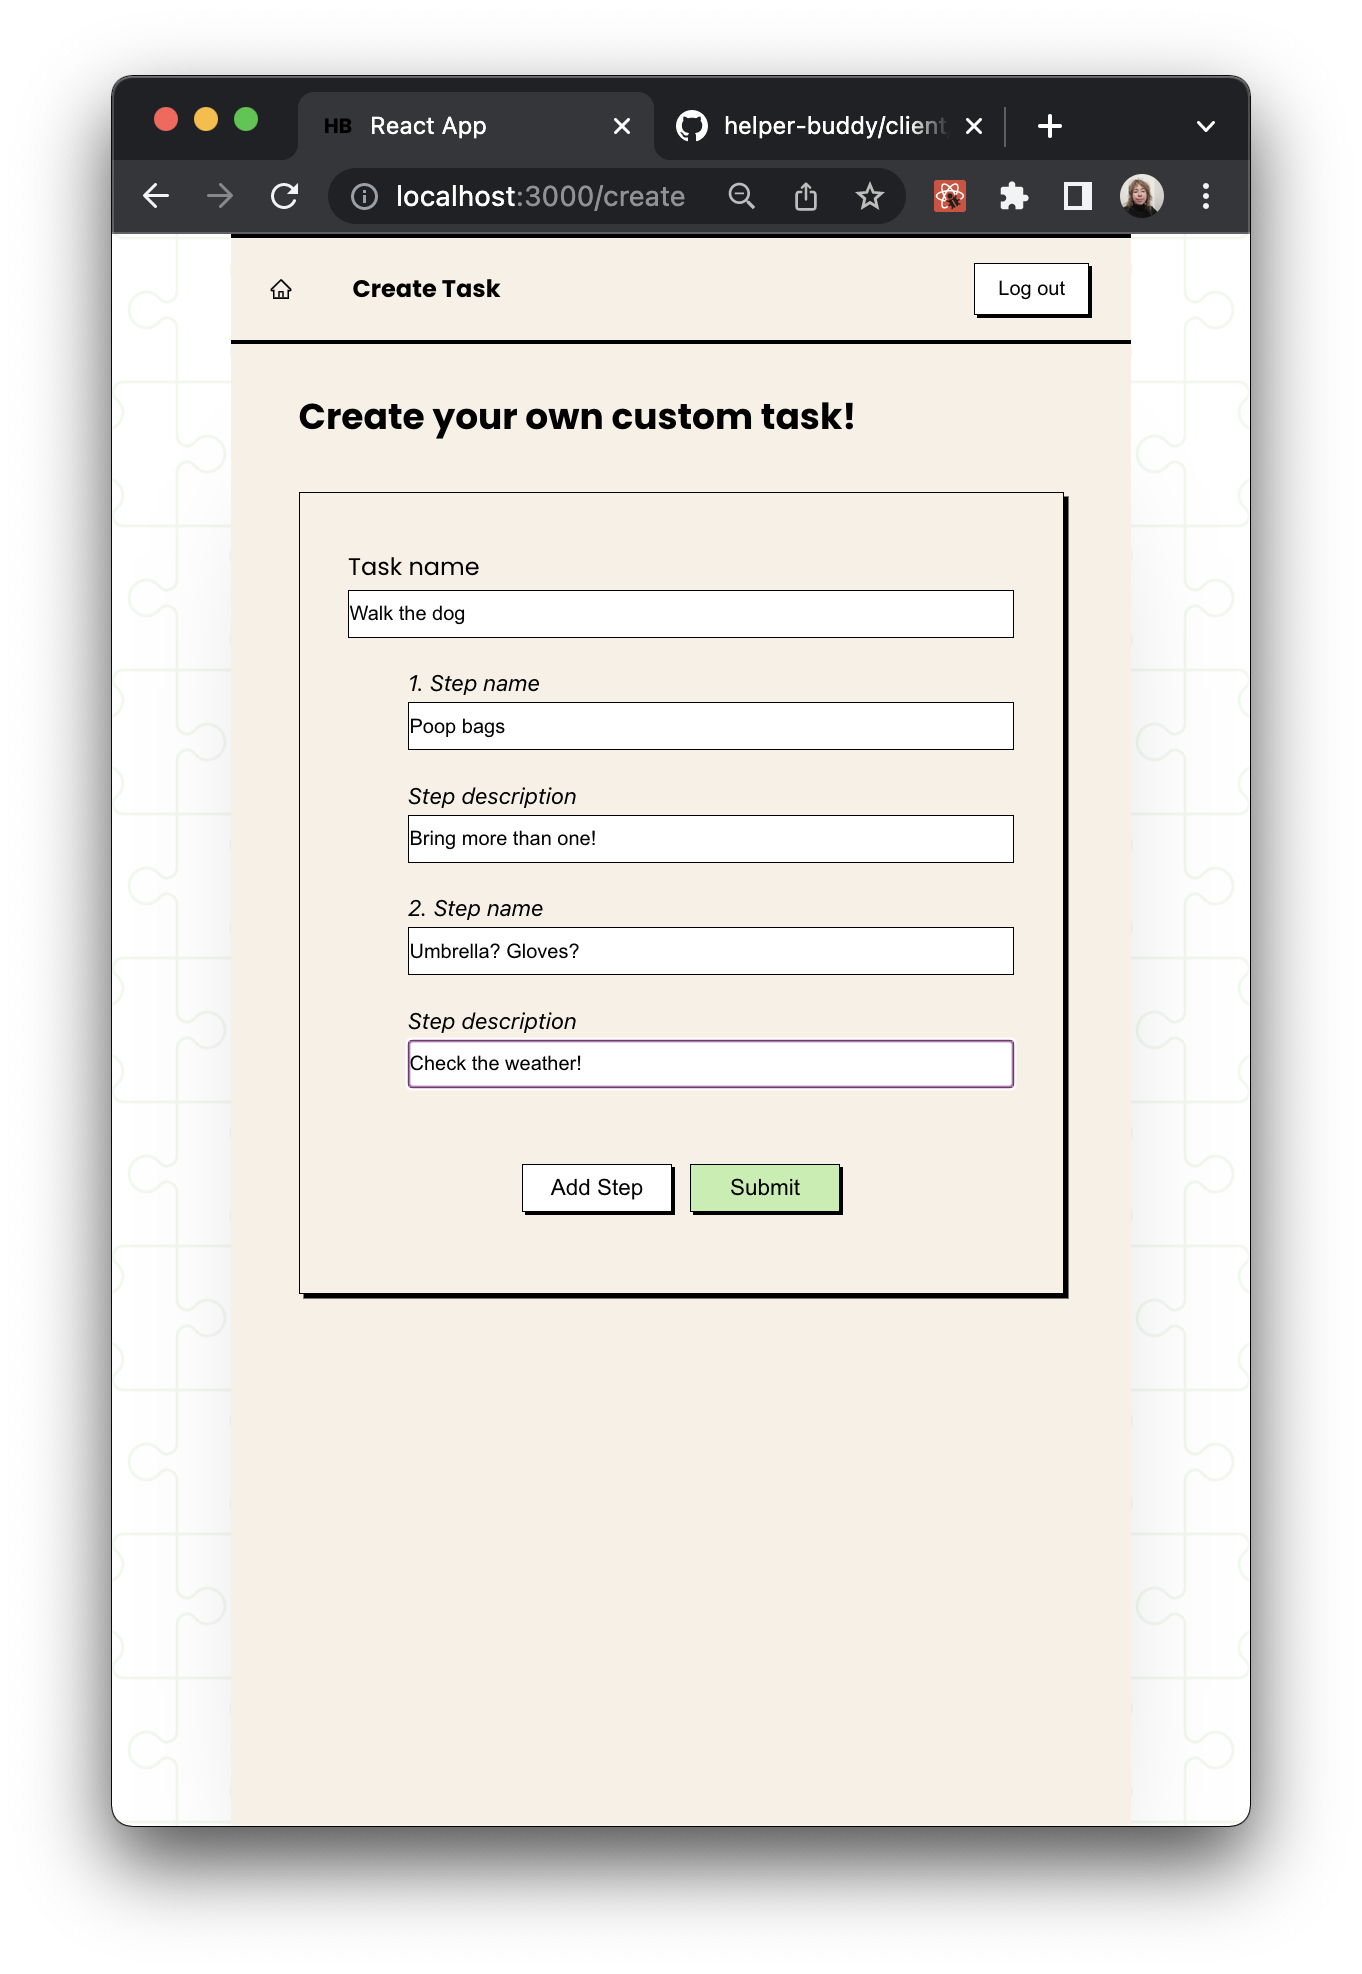 HB React App
helper-buddy/client
localhost:3000/create
Create Task
Log out
Create your own custom task!
Task name
Walk the dog
1. Step name
Poop bags
Step description
Bring more than one!
2. Step name
Umbrella? Gloves?
Step description
Check the weather!
Add Step
Submit